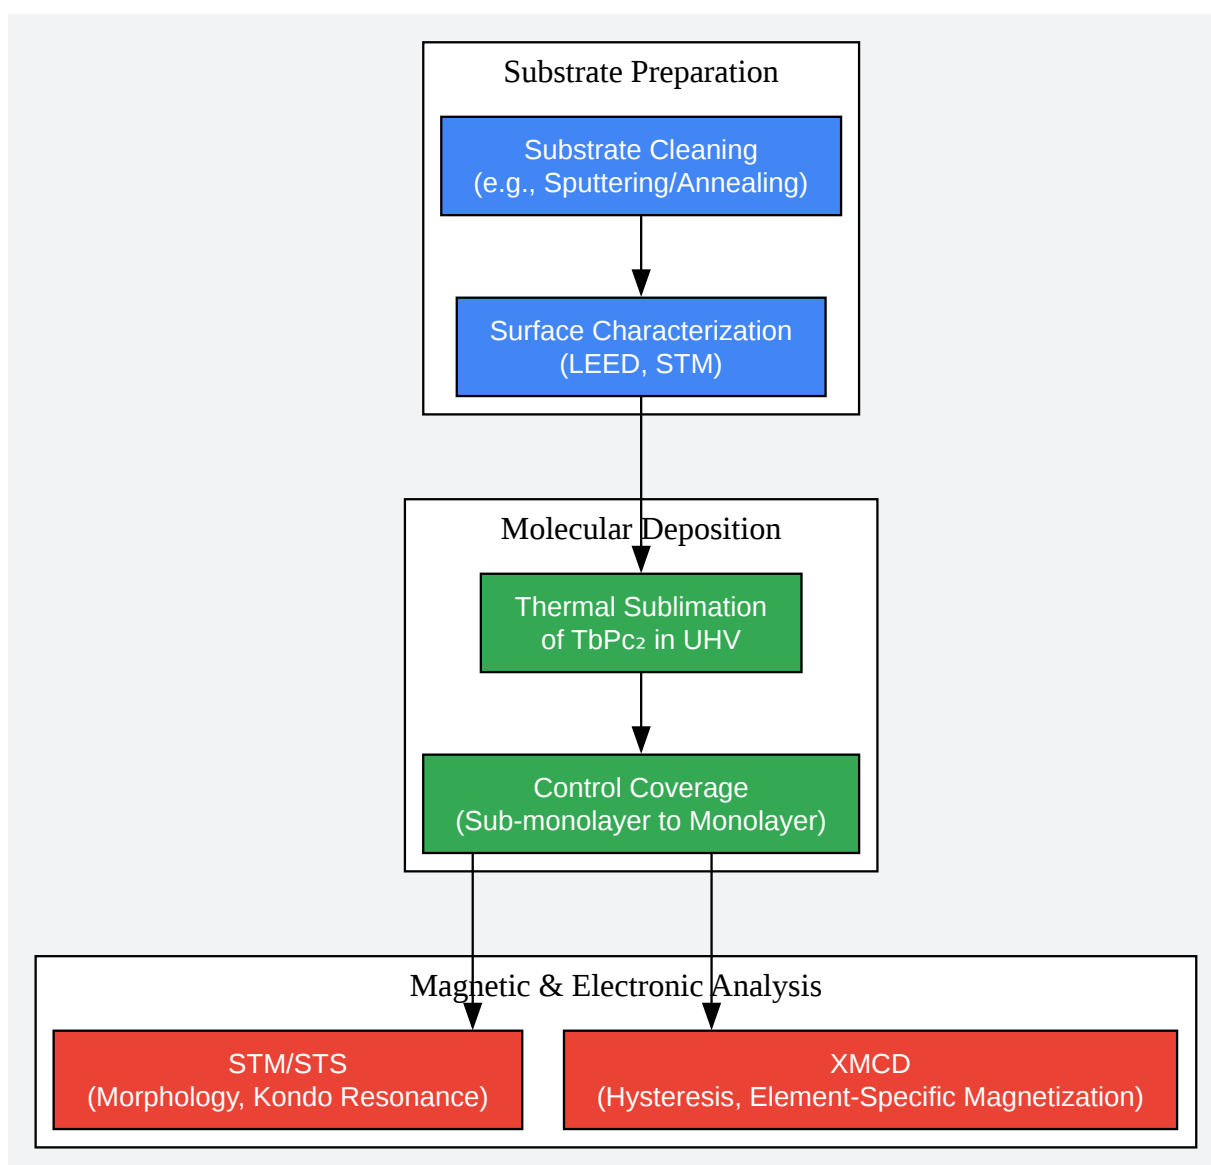 Substrate Preparation
Substrate Cleaning
(e.g., Sputtering/Annealing)
Surface Characterization
(LEED, STM)
Molecular Deposition
Thermal Sublimation
of TbPc₂ in UHV
Control Coverage
(Sub-monolayer to Monolayer)
Magnetic & Electronic Analysis
STM/STS
(Morphology, Kondo Resonance)
XMCD
(Hysteresis, Element-Specific Magnetization)